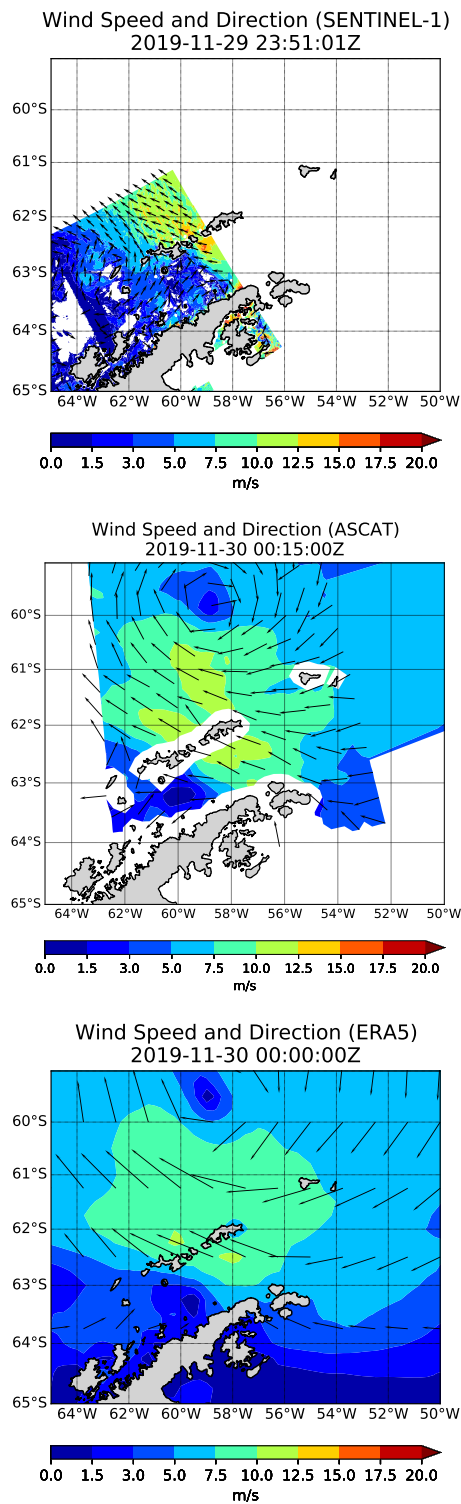 Wind Speed and Direction (SENTINEL-1)
2019-11-29 23:51:01Z
60°S
61°S
62°S
63°S
64°S
65°S
64°W 62°W 60°W 58°W 56°W 54°W 52°W 50°W
0.0 1.5 3.0 5.0 7.5 10.0 12.5 15.0 17.5 20.0
m/s
Wind Speed and Direction (ASCAT)
2019-11-30 00:15:00Z
60°S
61°S
62°S
63°S
64°S
65°S
64°W 62°W 60°W 58°W 56°W 54°W 52°W 50°W
0.0 1.5 3.0 5.0 7.5 10.0 12.5 15.0 17.5 20.0
m/s
Wind Speed and Direction (ERA5)
2019-11-30 00:00:00Z
60°S
61°S
62°S
63°S
64°S
65°S
64°W 62°W 60°W 58°W 56°W 54°W 52°W 50°W
0.0 1.5 3.0 5.0 7.5 10.0 12.5 15.0 17.5 20.0
m/s